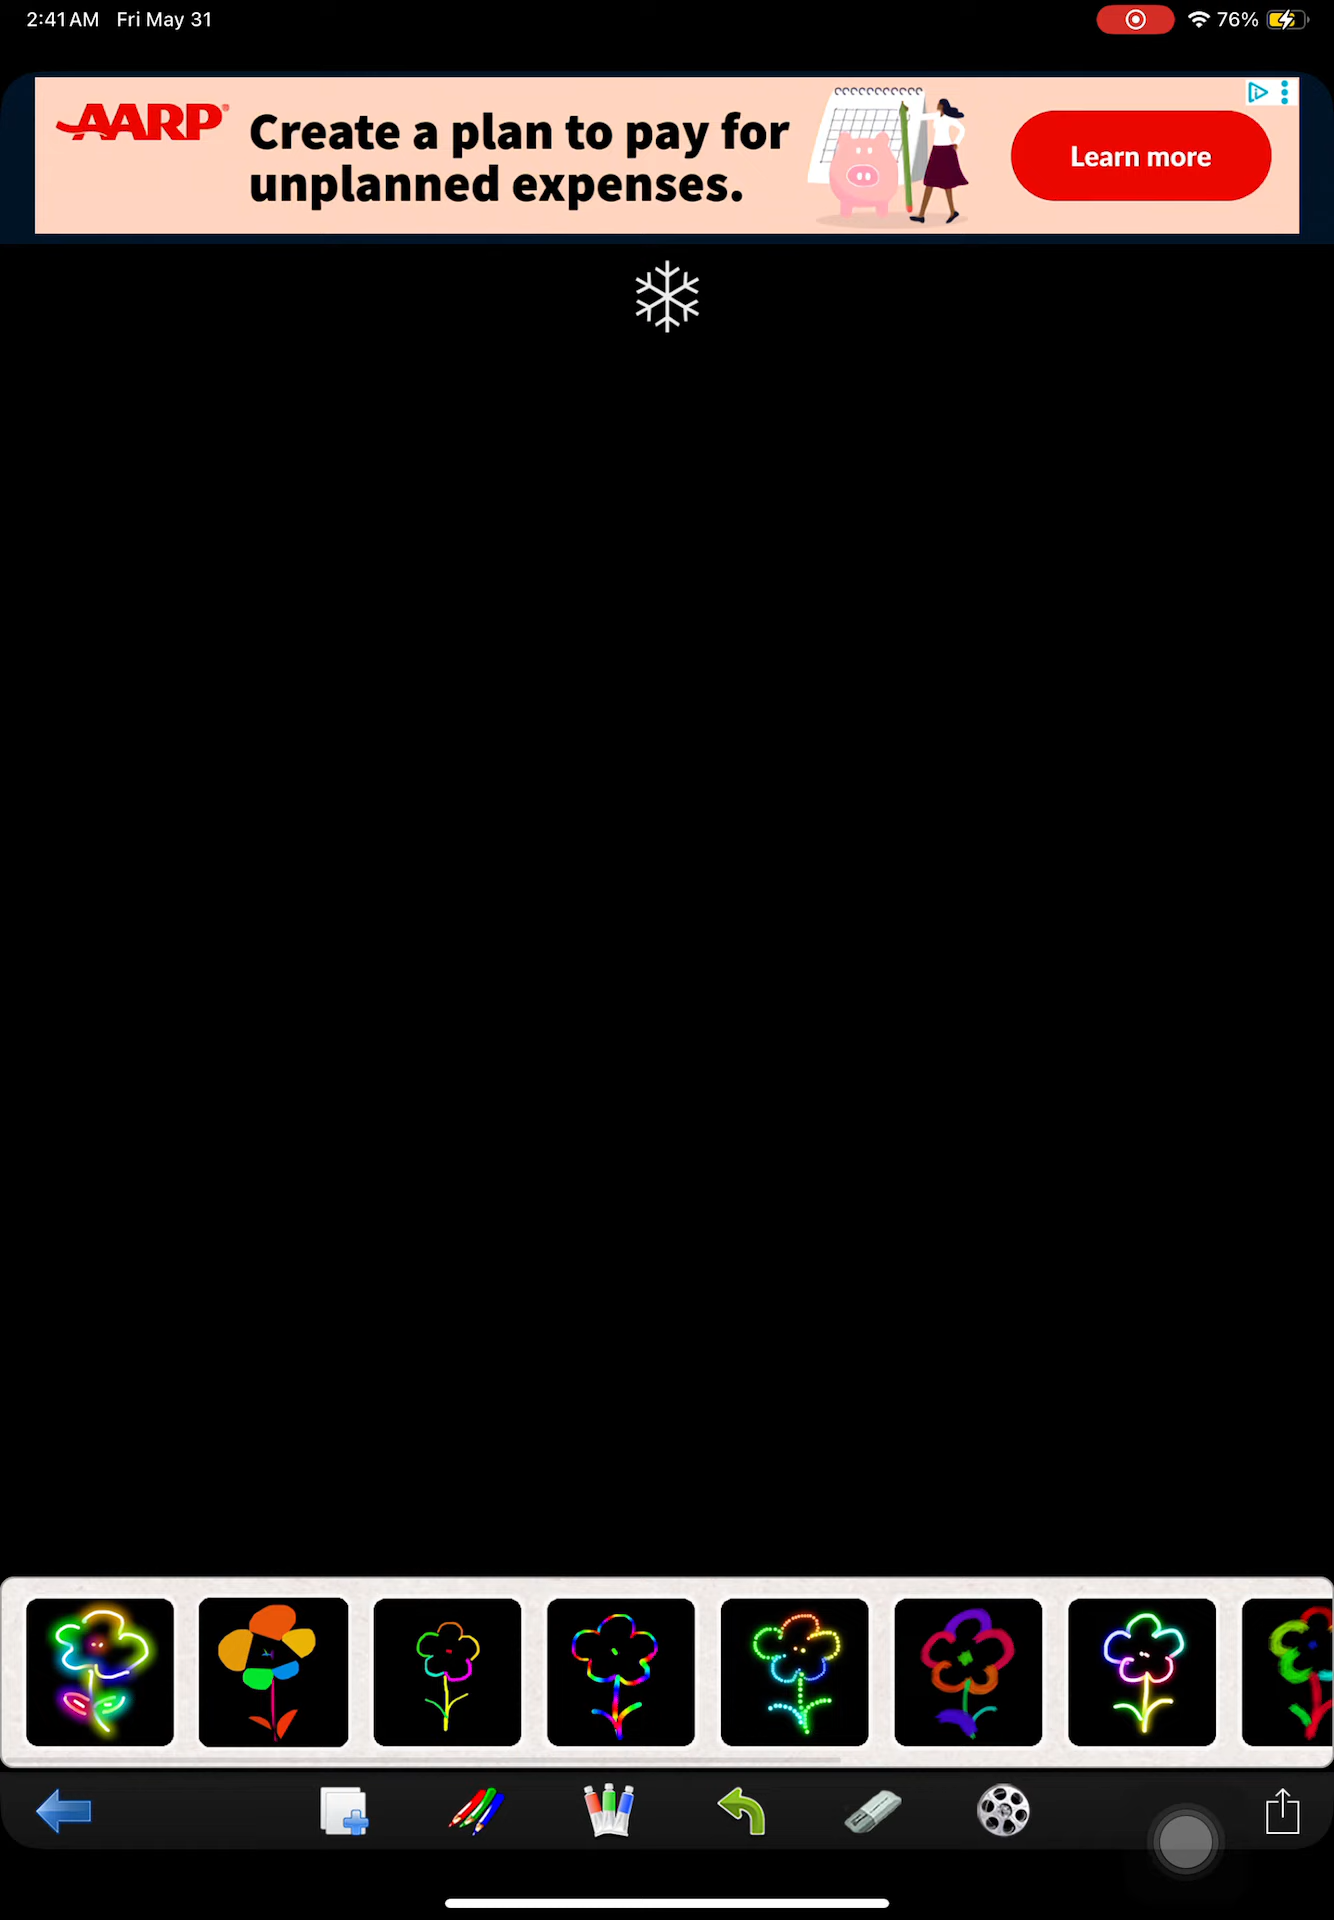 2:41 AM Fri May 31
76%
AARP
Create a plan to pay for
unplanned expenses.
Learn more